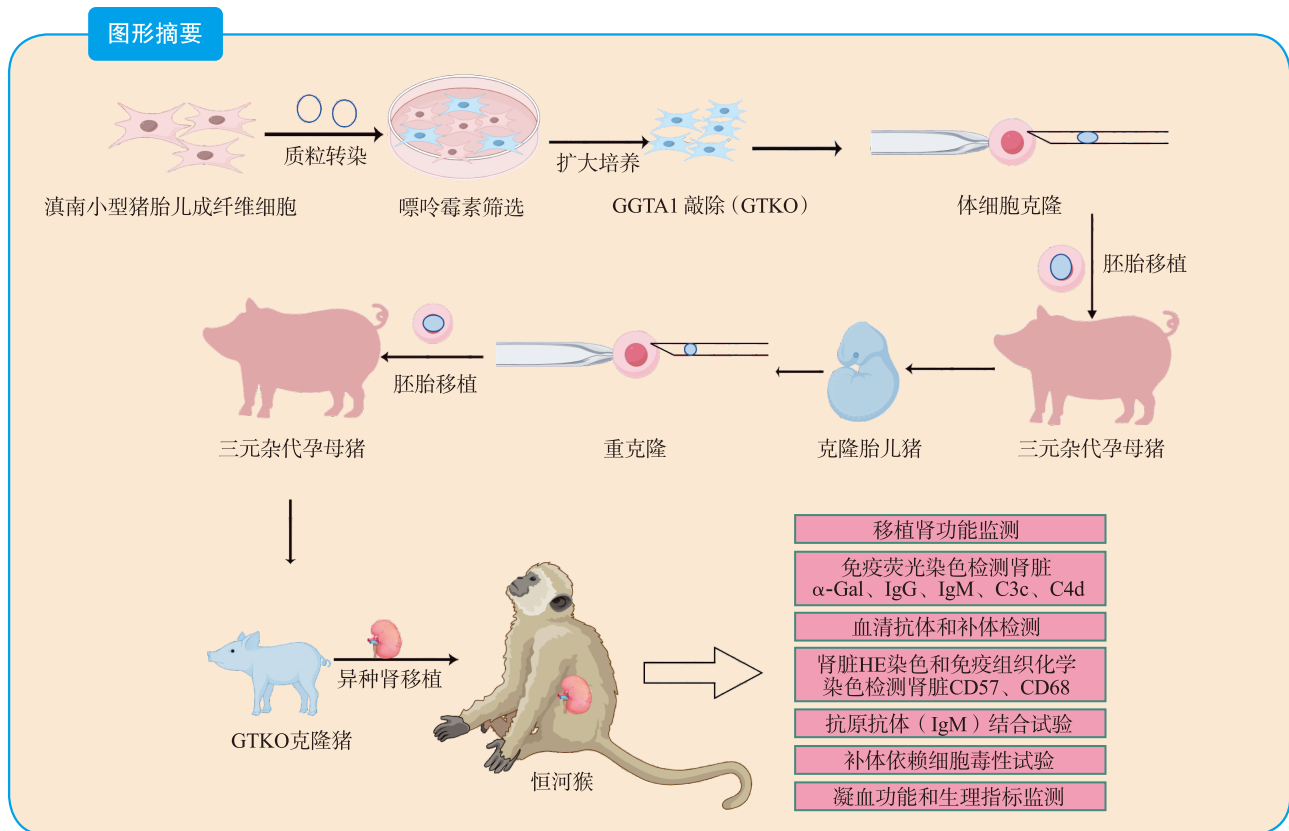 图形摘要
质粒转染
扩大培养
滇南小型猪胎儿成纤维细胞
嘌呤霉素筛选
GGTA1 敲除（GTKO）
体细胞克隆
胚胎移植
胚胎移植
三元杂代孕母猪
重克隆
克隆胎儿猪
三元杂代孕母猪
异种肾移植
GTKO克隆猪
恒河猴
移植肾功能监测
免疫荧光染色检测肾脏
α-Gal、IgG、IgM、C3c、C4d
血清抗体和补体检测
肾脏HE染色和免疫组织化学
染色检测肾脏CD57、CD68
抗原抗体（IgM）结合试验
补体依赖细胞毒性试验
凝血功能和生理指标监测